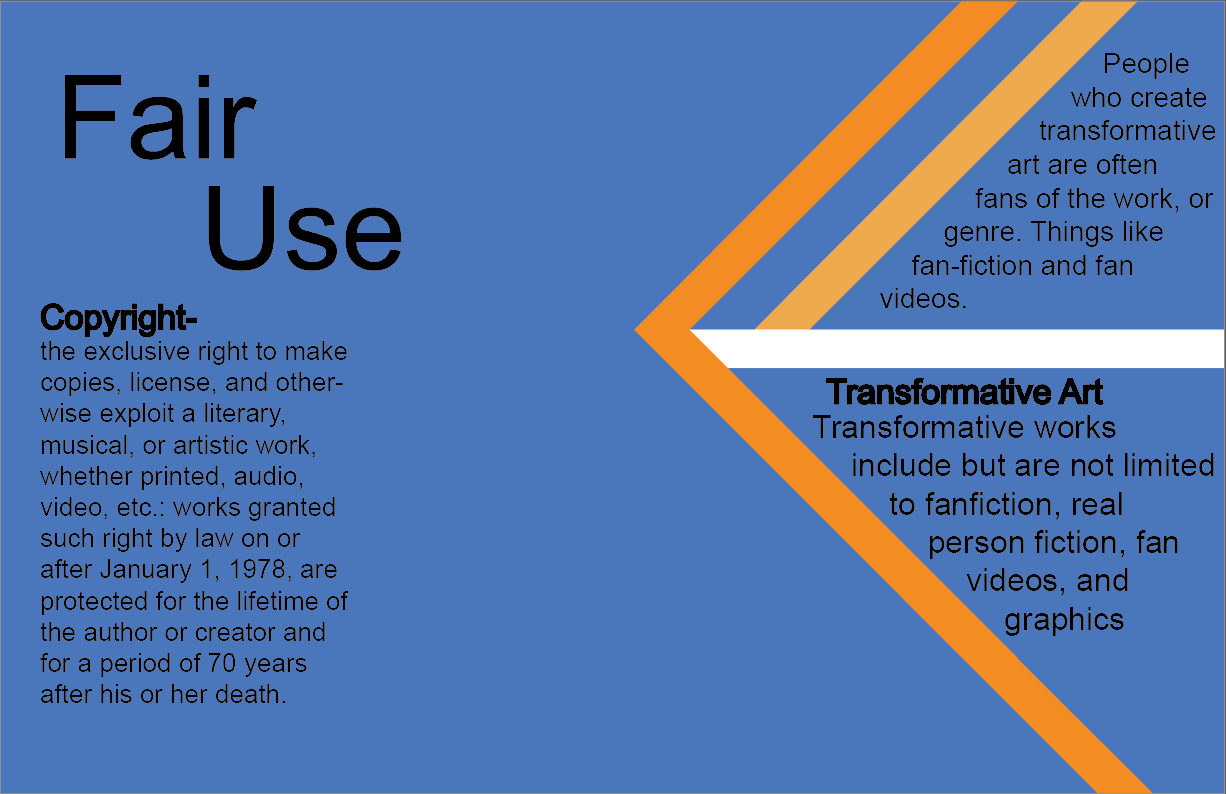 Fair
Use
Copyright-
the exclusive right to make
copies, license, and other-
wise exploit a literary,
musical, or artistic work,
whether printed, audio,
video, etc.: works granted
such right by law on or
after January 1, 1978, are
protected for the lifetime of
the author or creator and
for a period of 70 years
after his or her death.
People
who create
transformative
art are often
fans of the work, or
genre. Things like
fan-fiction and fan
videos.
Transformative Art
Transformative works
include but are not limited
to fanfiction, real
person fiction, fan
videos, and
graphics